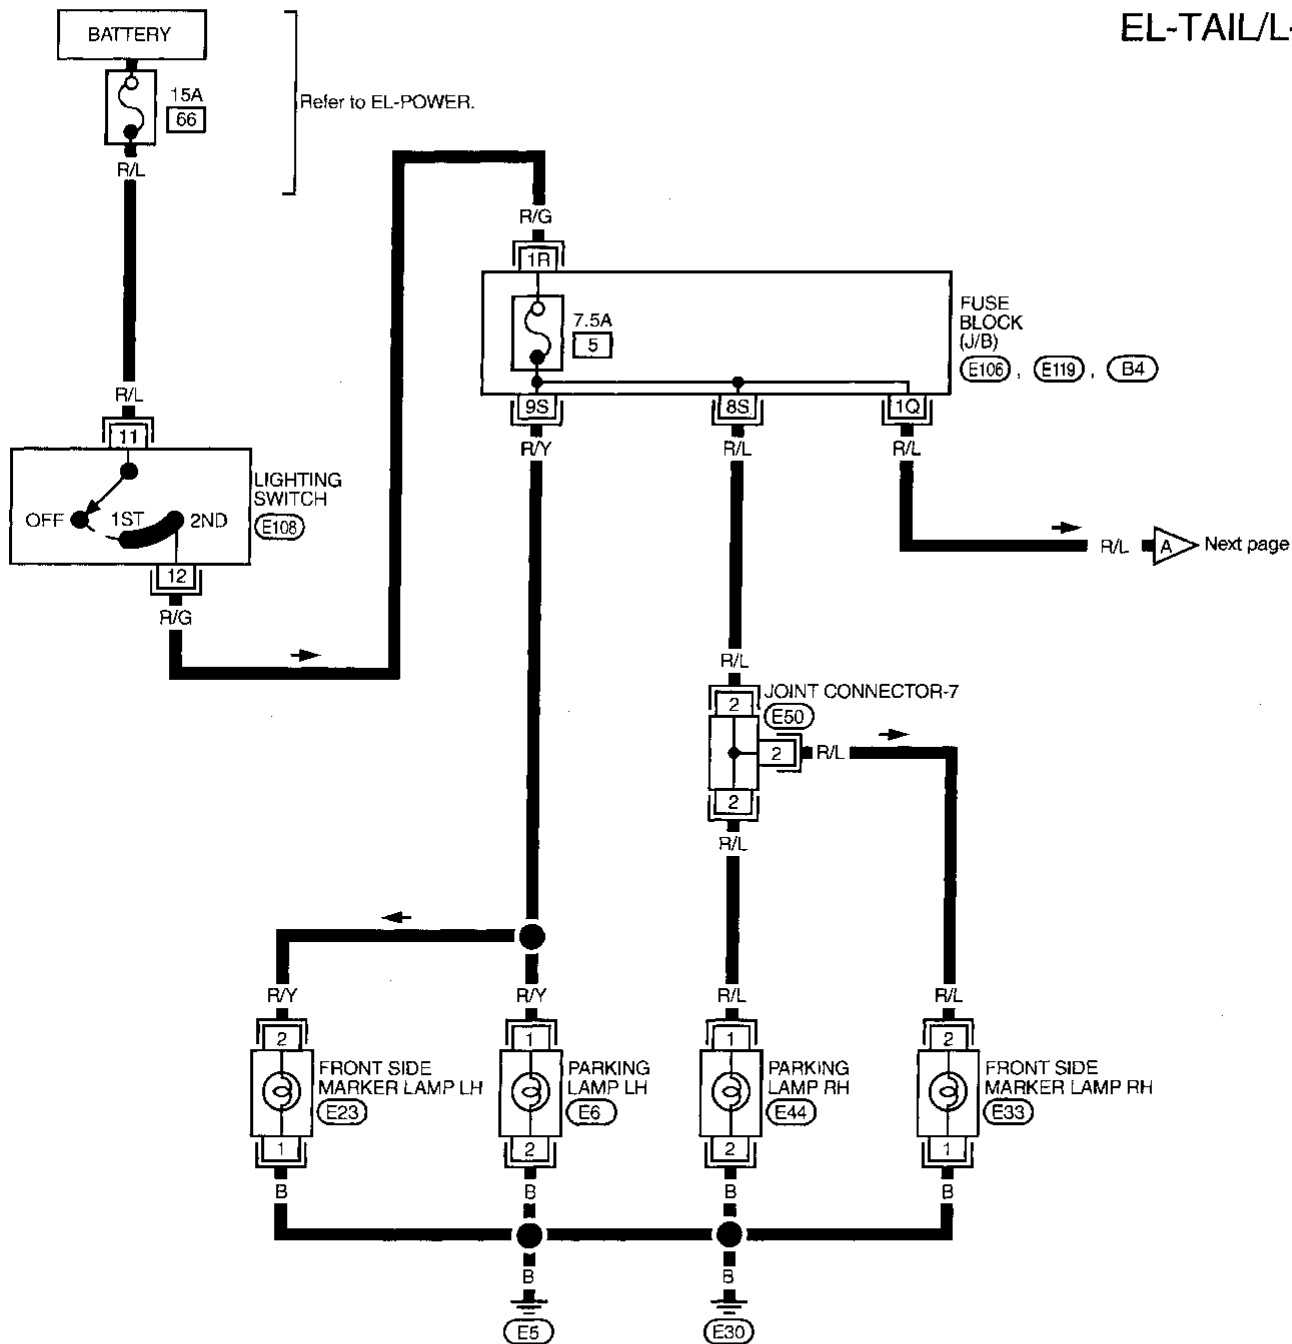 EL-TAIL/L-
BATTERY
15A
66
Refer to EL-POWER.
R/L
R/G
1R
7.5A
5
FUSE
BLOCK
(J/B)
E106 , E119 , B4
R/L
9S
8S
1Q
11
R/Y
R/L
R/L
LIGHTING
SWITCH
E108
OFF
1ST
2ND
R/L
A
Next page
12
R/G
R/L
2
JOINT CONNECTOR-7
E50
2
R/L
2
R/L
R/Y
R/Y
R/L
R/L
2
1
1
2
FRONT SIDE
MARKER LAMP LH
E23
PARKING
LAMP LH
E6
PARKING
LAMP RH
E44
FRONT SIDE
MARKER LAMP RH
E33
1
2
2
1
B
B
B
B
B
B
E5
E30